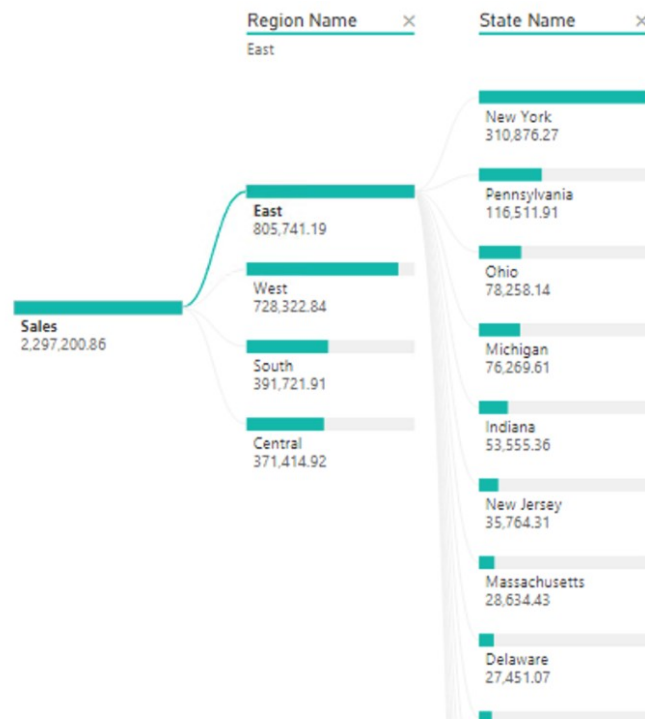 Region Name ×
East
State Name ×
Sales
2,297,200.86
East
805,741.19
West
728,322.84
South
391,721.91
Central
371,414.92
New York
310,876.27
Pennsylvania
116,511.91
Ohio
78,258.14
Michigan
76,269.61
Indiana
53,555.36
New Jersey
35,764.31
Massachusetts
28,634.43
Delaware
27,451.07